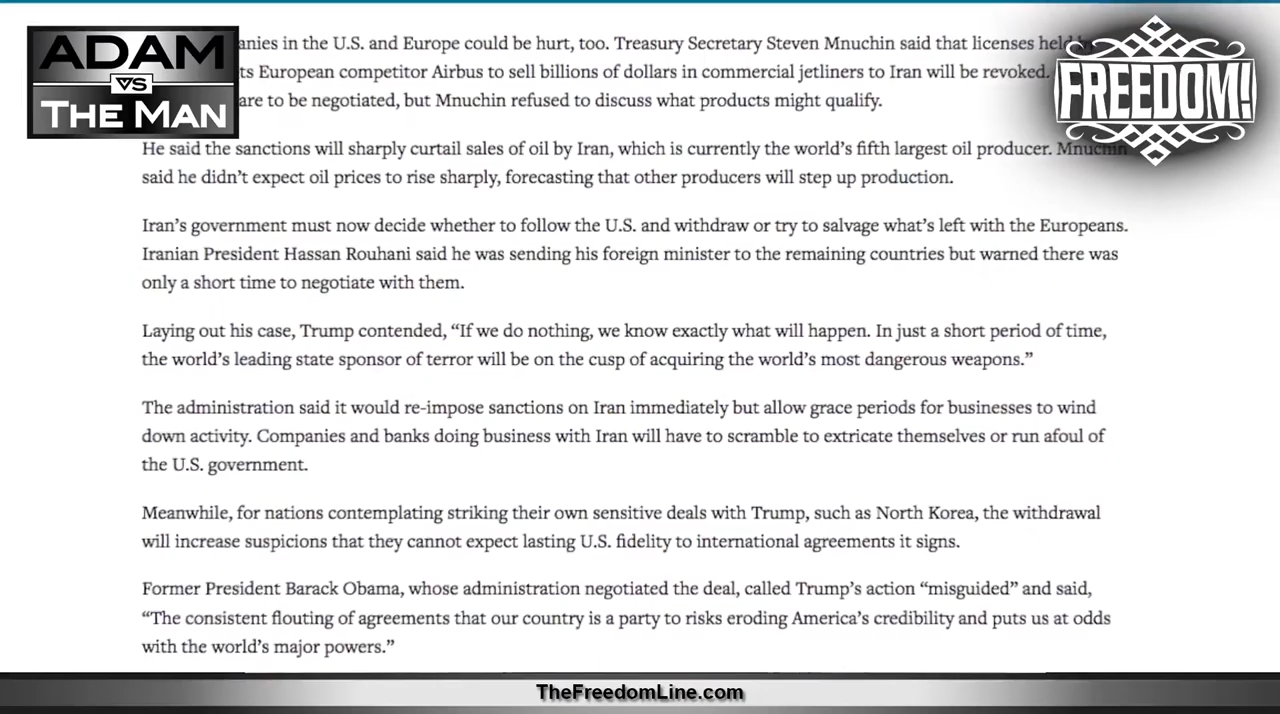 ADAM
VS
THE MAN
FREEDOM!
anies in the U.S. and Europe could be hurt, too. Treasury Secretary Steven Mnuchin said that licenses held
ts European competitor Airbus to sell billions of dollars in commercial jetliners to Iran will be revoked.
are to be negotiated, but Mnuchin refused to discuss what products might qualify.
He said the sanctions will sharply curtail sales of oil by Iran, which is currently the world’s fifth largest oil producer. Mnuchin
said he didn’t expect oil prices to rise sharply, forecasting that other producers will step up production.
Iran’s government must now decide whether to follow the U.S. and withdraw or try to salvage what’s left with the Europeans.
Iranian President Hassan Rouhani said he was sending his foreign minister to the remaining countries but warned there was
only a short time to negotiate with them.
Laying out his case, Trump contended, “If we do nothing, we know exactly what will happen. In just a short period of time,
the world’s leading state sponsor of terror will be on the cusp of acquiring the world’s most dangerous weapons.”
The administration said it would re-impose sanctions on Iran immediately but allow grace periods for businesses to wind
down activity. Companies and banks doing business with Iran will have to scramble to extricate themselves or run afoul of
the U.S. government.
Meanwhile, for nations contemplating striking their own sensitive deals with Trump, such as North Korea, the withdrawal
will increase suspicions that they cannot expect lasting U.S. fidelity to international agreements it signs.
Former President Barack Obama, whose administration negotiated the deal, called Trump’s action “misguided” and said,
“The consistent flouting of agreements that our country is a party to risks eroding America’s credibility and puts us at odds
with the world’s major powers.”
TheFreedomLine.com